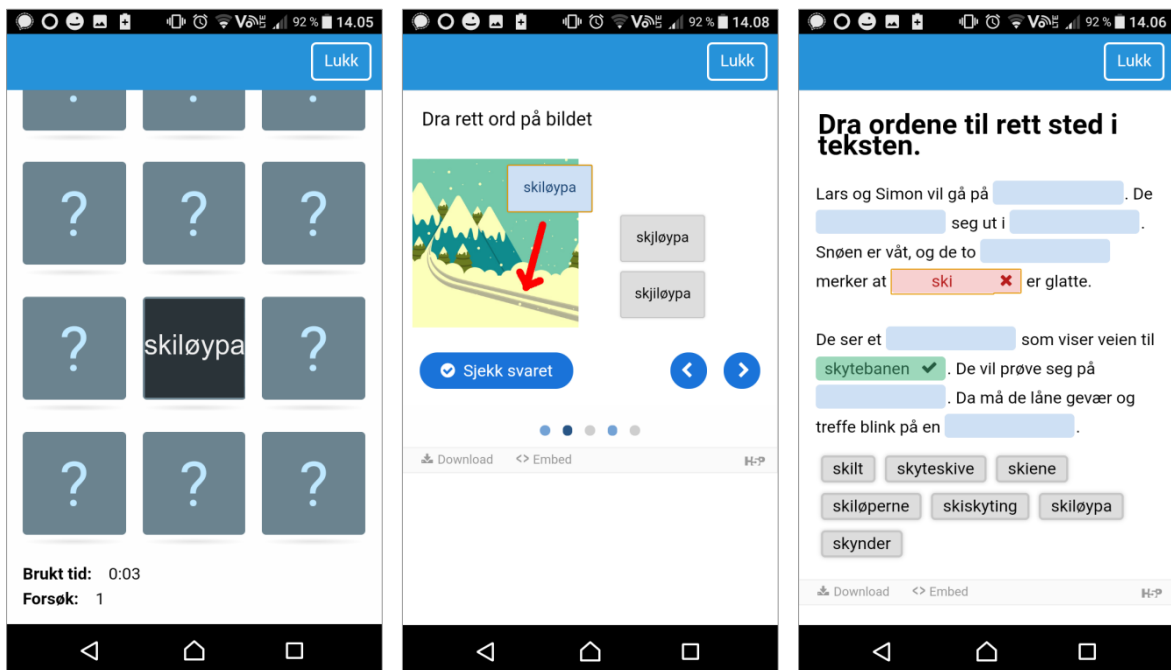 92 % 14.05
Lukk
? ? ?
? skiløypa ?
? ? ?
Brukt tid: 0:03
Forsøk: 1
92 % 14.08
Lukk
Dra rett ord på bildet
skiløypa
skjløypa
skjiløypa
Sjekk svaret
Download <> Embed
H-P
92 % 14.06
Lukk
Dra ordene til rett sted i
teksten.
Lars og Simon vil gå på . De
seg ut i .
Snøen er våt, og de to
merker at ski er glatte.
De ser et som viser veien til
skytebanen . De vil prøve seg på
. Da må de låne gevær og
treffe blink på en .
skilt skyteskive skiene
skiløperne skiskyting skiløypa
skynder
Download <> Embed
H-P